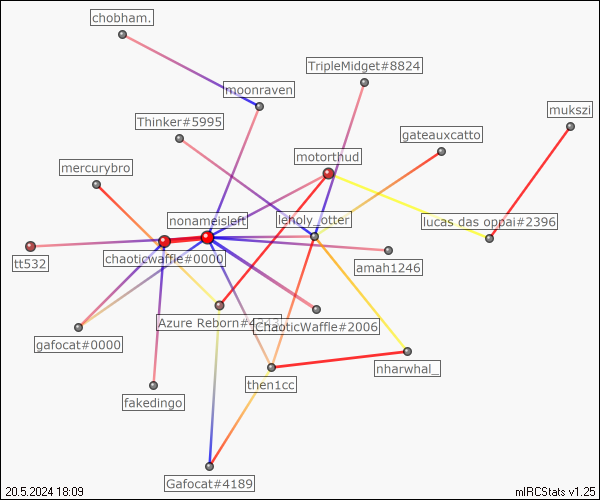 chobham.
TripleMidget#8824
moonraven
mukszi
Thinker#5995
gateauxcatto
motorthud
mercurybro
nonameisleft
leholy_otter
lucas das oppai#2396
chaoticwaffle#0000
tt532
amah1246
Azure Reborn#4
ChaoticWaffle#2006
gafocat#0000
nharwhal_
then1cc
fakedingo
Gafocat#4189
20.5.2024 18:09
mIRCStats v1.25